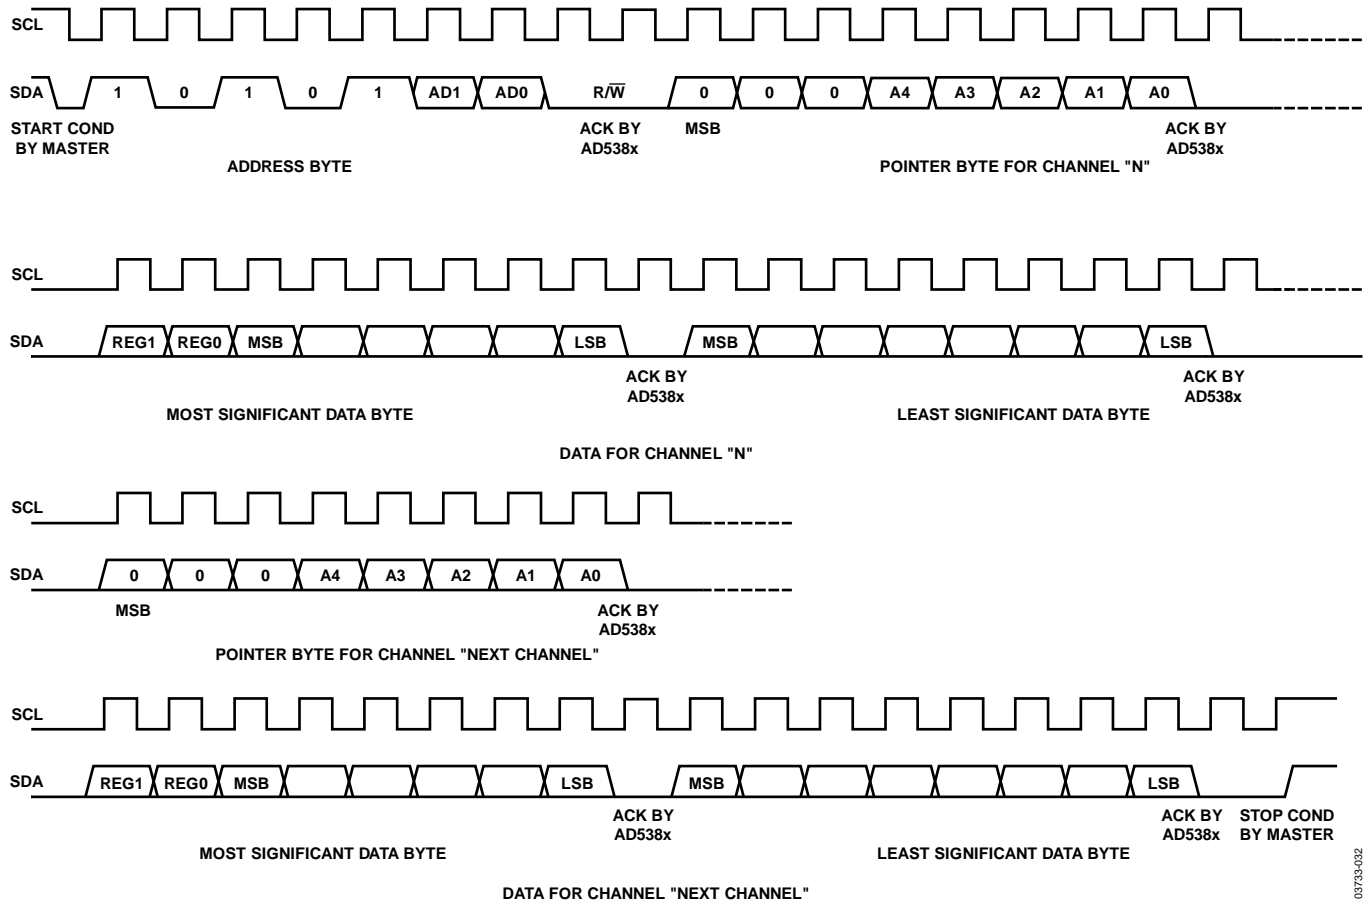 SCL
SDA 1 0 1 0 1 AD1 AD0 R/W̅ 0 0 0 A4 A3 A2 A1 A0
START COND
BY MASTER
ACK BY
AD538x
MSB
ACK BY
AD538x
ADDRESS BYTE
POINTER BYTE FOR CHANNEL "N"
SCL
SDA REG1 REG0 MSB LSB MSB LSB
ACK BY
AD538x
ACK BY
AD538x
MOST SIGNIFICANT DATA BYTE
LEAST SIGNIFICANT DATA BYTE
DATA FOR CHANNEL "N"
SCL
SDA 0 0 0 A4 A3 A2 A1 A0
MSB
ACK BY
AD538x
POINTER BYTE FOR CHANNEL "NEXT CHANNEL"
SCL
SDA REG1 REG0 MSB LSB MSB LSB
ACK BY
AD538x
ACK BY
AD538x
STOP COND
BY MASTER
MOST SIGNIFICANT DATA BYTE
LEAST SIGNIFICANT DATA BYTE
DATA FOR CHANNEL "NEXT CHANNEL"
03733-032